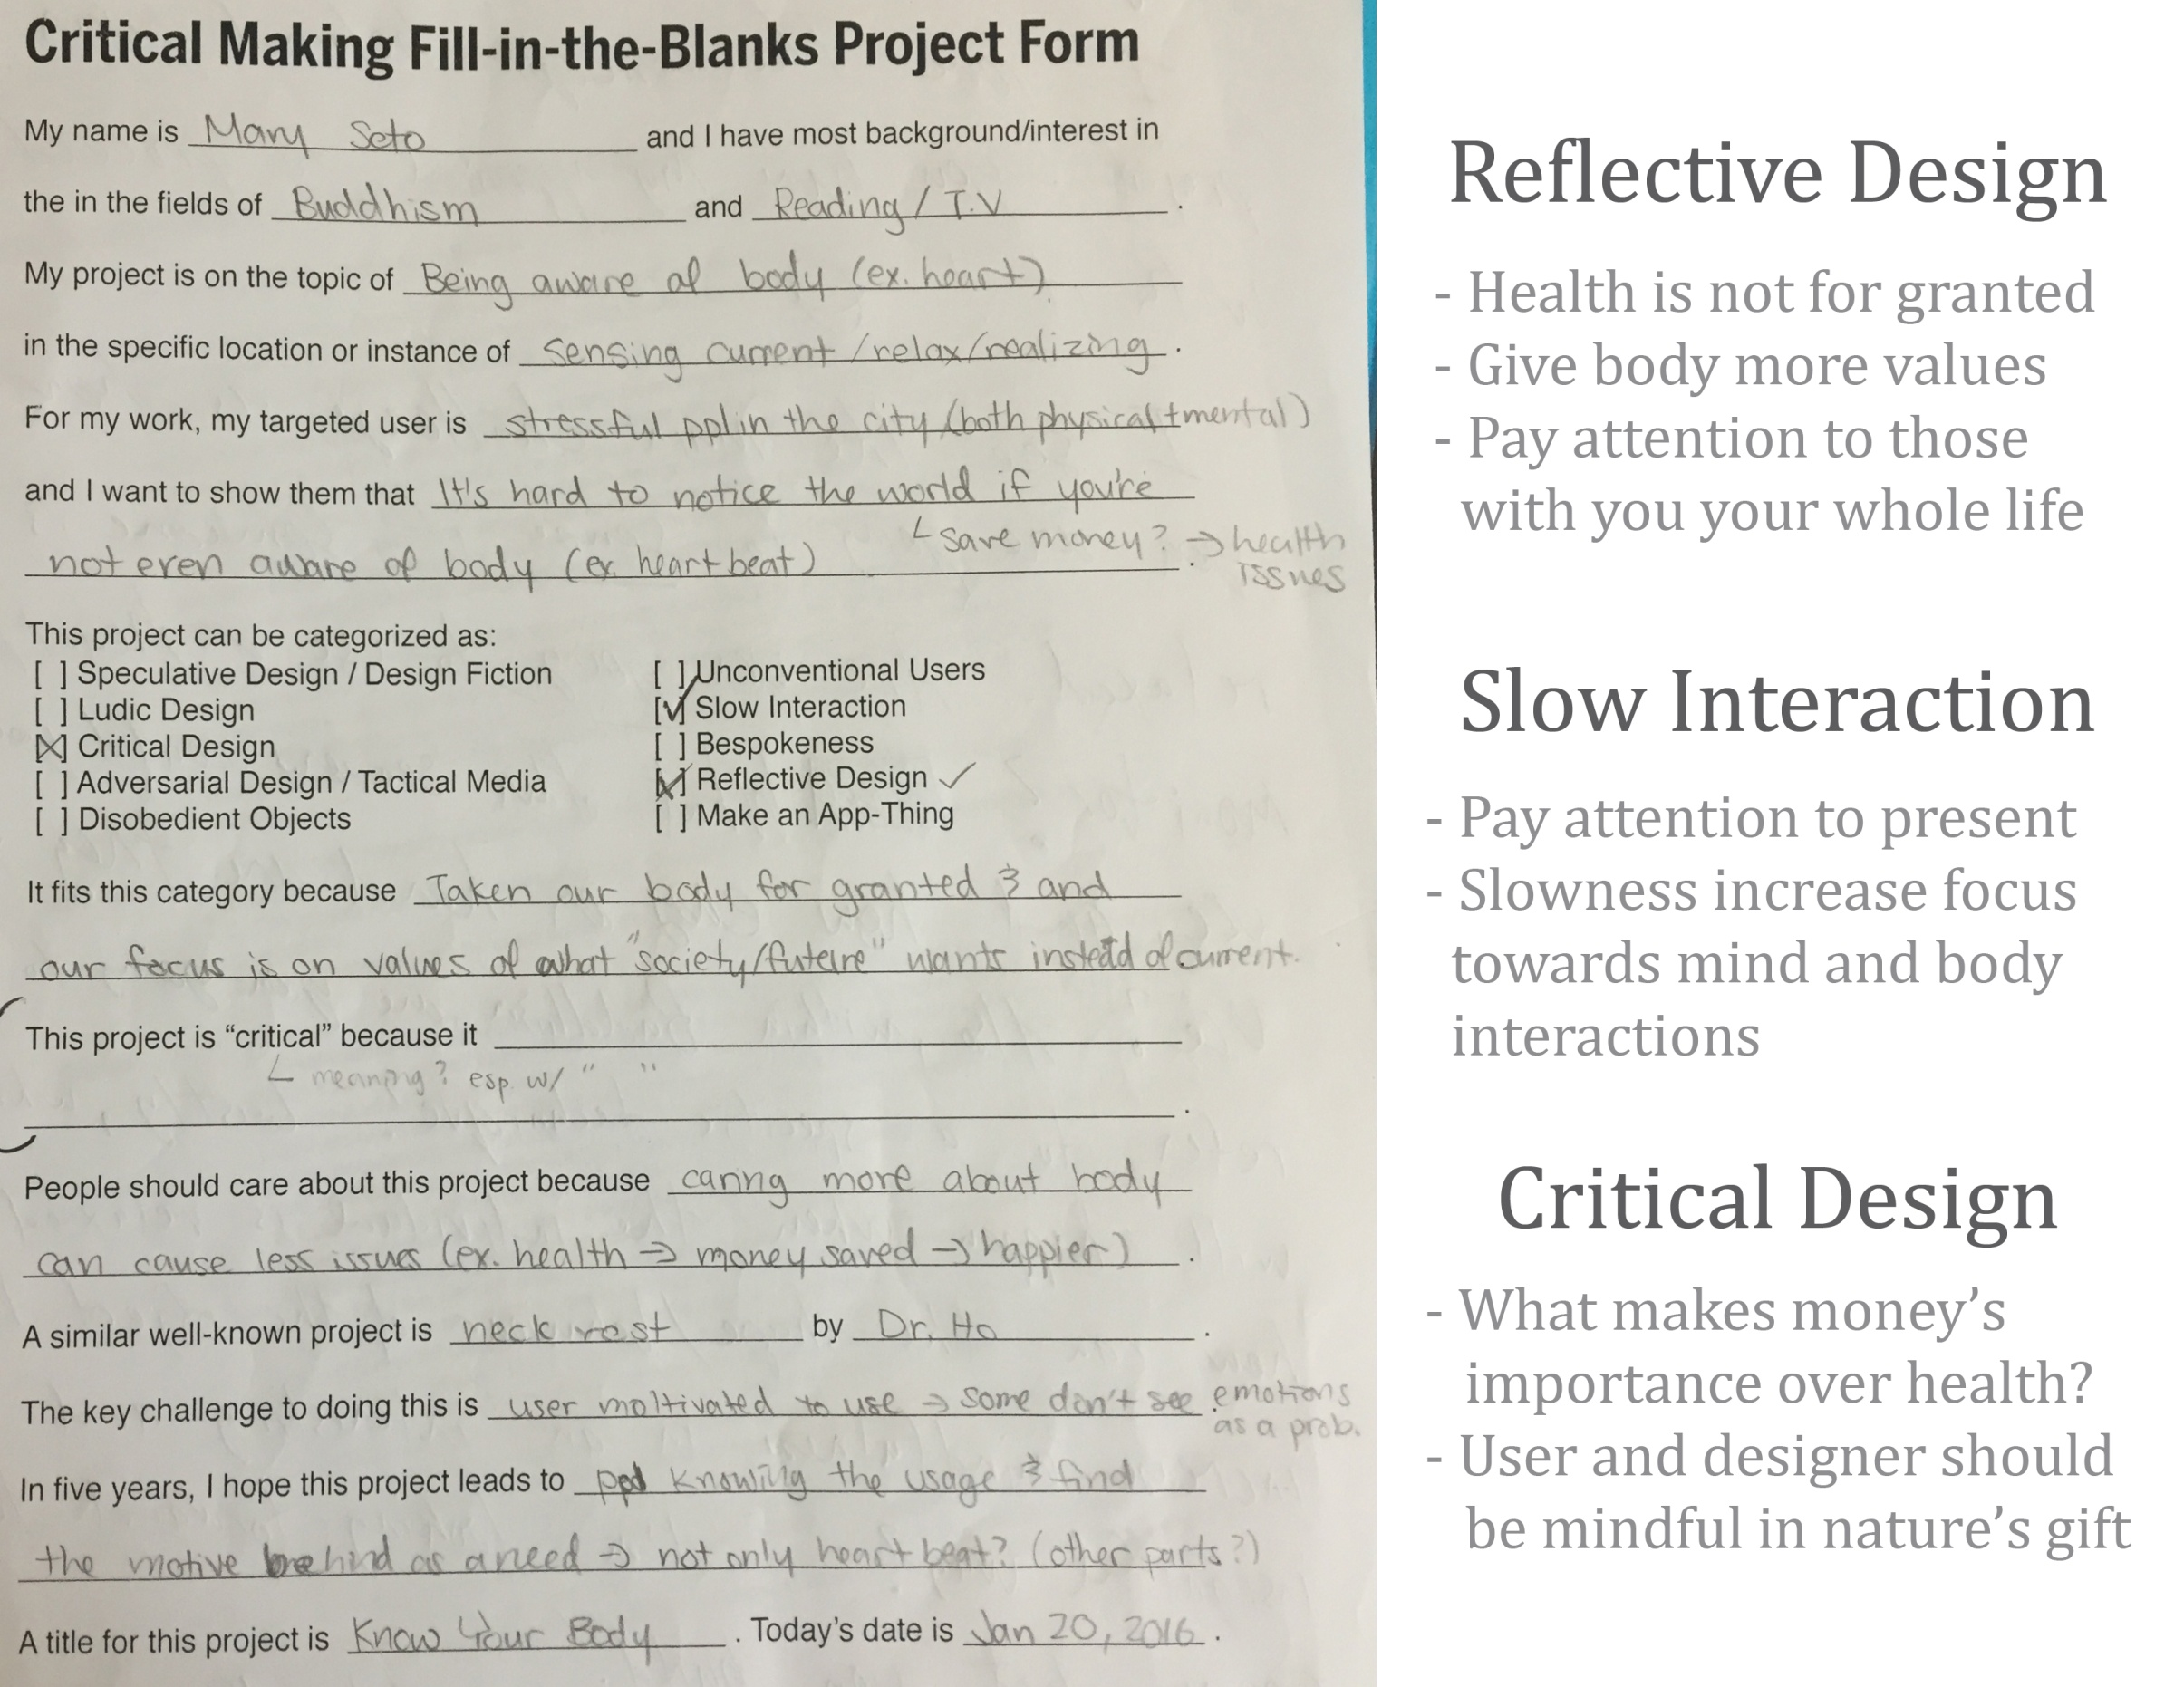 Critical Making Fill-in-the-Blanks Project Form
My name is Mary Seto and I have most background/interest in
the in the fields of Buddhism and Reading / T.V .
My project is on the topic of Being aware of body (ex. heart)
in the specific location or instance of sensing current /relax/realizing .
For my work, my targeted user is stressful ppl in the city (both physical + mental)
and I want to show them that It's hard to notice the world if you're
└ save money? → health
issues
not even aware of body (ex. heart beat) .
This project can be categorized as:
[ ] Speculative Design / Design Fiction
[ ] Ludic Design
[X] Critical Design
[ ] Adversarial Design / Tactical Media
[ ] Disobedient Objects
[ ] Unconventional Users
[✓] Slow Interaction
[ ] Bespokeness
[X] Reflective Design ✓
[ ] Make an App-Thing
It fits this category because Taken our body for granted & and
our focus is on values of what "society/future" wants instead of current.
This project is “critical” because it
└ meaning? esp. w/ " "
.
People should care about this project because caring more about body
can cause less issues (ex. health → money saved → happier) .
A similar well-known project is neck rest by Dr. Ho .
The key challenge to doing this is user moltivated to use → some don't see emotions
as a prob.
In five years, I hope this project leads to ppl knowing the usage & find
the motive behind as a need → not only heart beat? (other parts?)
A title for this project is Know Your Body . Today’s date is Jan 20, 2016 .
Reflective Design
- Health is not for granted
- Give body more values
- Pay attention to those
with you your whole life
Slow Interaction
- Pay attention to present
- Slowness increase focus
towards mind and body
interactions
Critical Design
- What makes money’s
importance over health?
- User and designer should
be mindful in nature’s gift